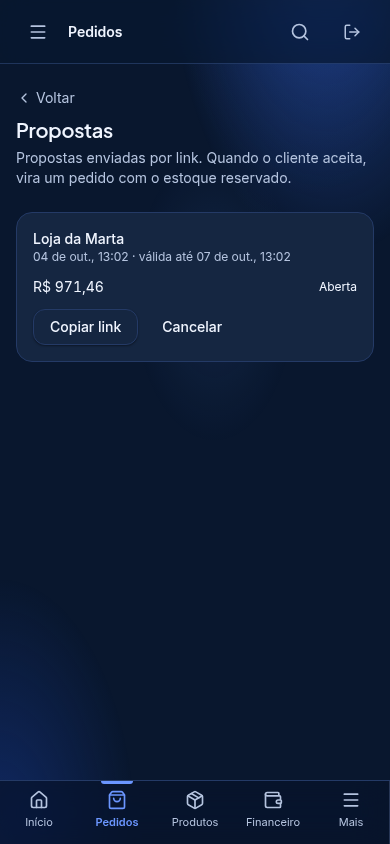 Pedidos
Voltar
Propostas
Propostas enviadas por link. Quando o cliente aceita,
vira um pedido com o estoque reservado.
Loja da Marta
04 de out., 13:02 · válida até 07 de out., 13:02
R$ 971,46
Aberta
Copiar link
Cancelar
Início
Pedidos
Produtos
Financeiro
Mais